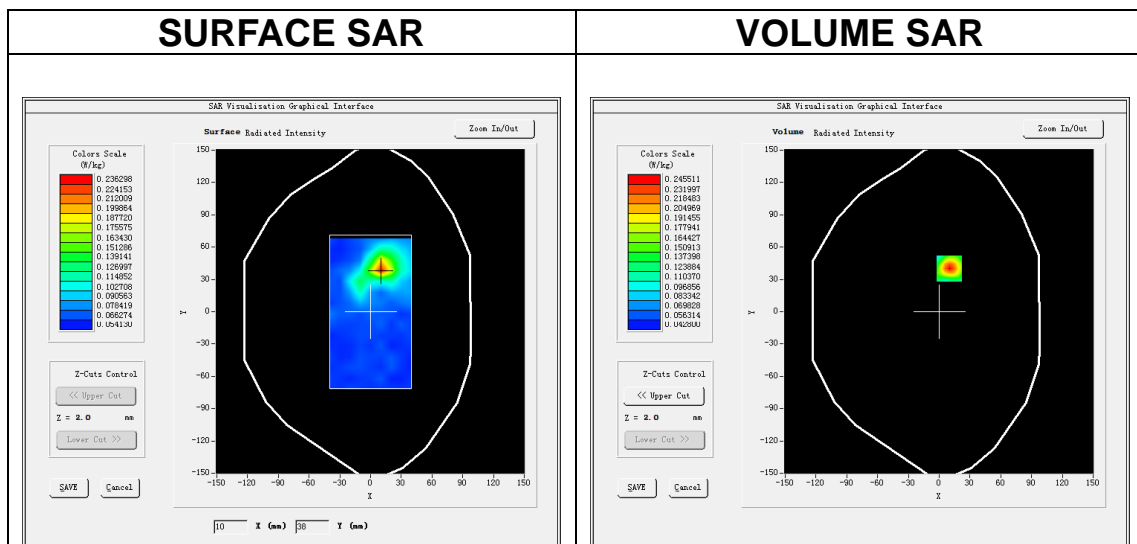 SURFACE SAR
VOLUME SAR
SAR Visualisation Graphical Interface
Surface Radiated Intensity
Zoom In/Out
Colors Scale
(W/kg)
0.236298
0.224153
0.212009
0.199864
0.187720
0.175575
0.163430
0.151286
0.139141
0.126997
0.114852
0.102708
0.090563
0.078419
0.066274
0.054130
150
120
90
60
30
0
-30
-60
-90
-120
-150
Y
-150 -120 -90 -60 -30 0 30 60 90 120 150
X
Z-Cuts Control
<< Upper Cut
Z = 2.0 mm
Lower Cut >>
SAVE Cancel
10 X (mm) 38 Y (mm)
SAR Visualisation Graphical Interface
Volume Radiated Intensity
Zoom In/Out
Colors Scale
(W/kg)
0.245511
0.231997
0.218483
0.204969
0.191455
0.177941
0.164427
0.150913
0.137398
0.123884
0.110370
0.096856
0.083342
0.069828
0.056314
0.042800
150
120
90
60
30
0
-30
-60
-90
-120
-150
Y
-150 -120 -90 -60 -30 0 30 60 90 120 150
X
Z-Cuts Control
<< Upper Cut
Z = 2.0 mm
Lower Cut >>
SAVE Cancel